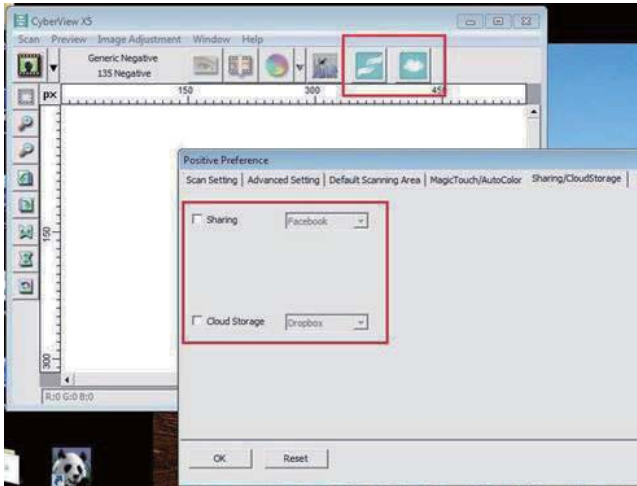 CyberView X5
Scan Preview Image Adjustment Window Help
Generic Negative
135 Negative
px
150 300 450
150
300
R:0 G:0 B:0
Positive Preference
Scan Setting Advanced Setting Default Scanning Area MagicTouch/AutoColor Sharing/CloudStorage
Sharing Facebook
Cloud Storage Dropbox
OK Reset